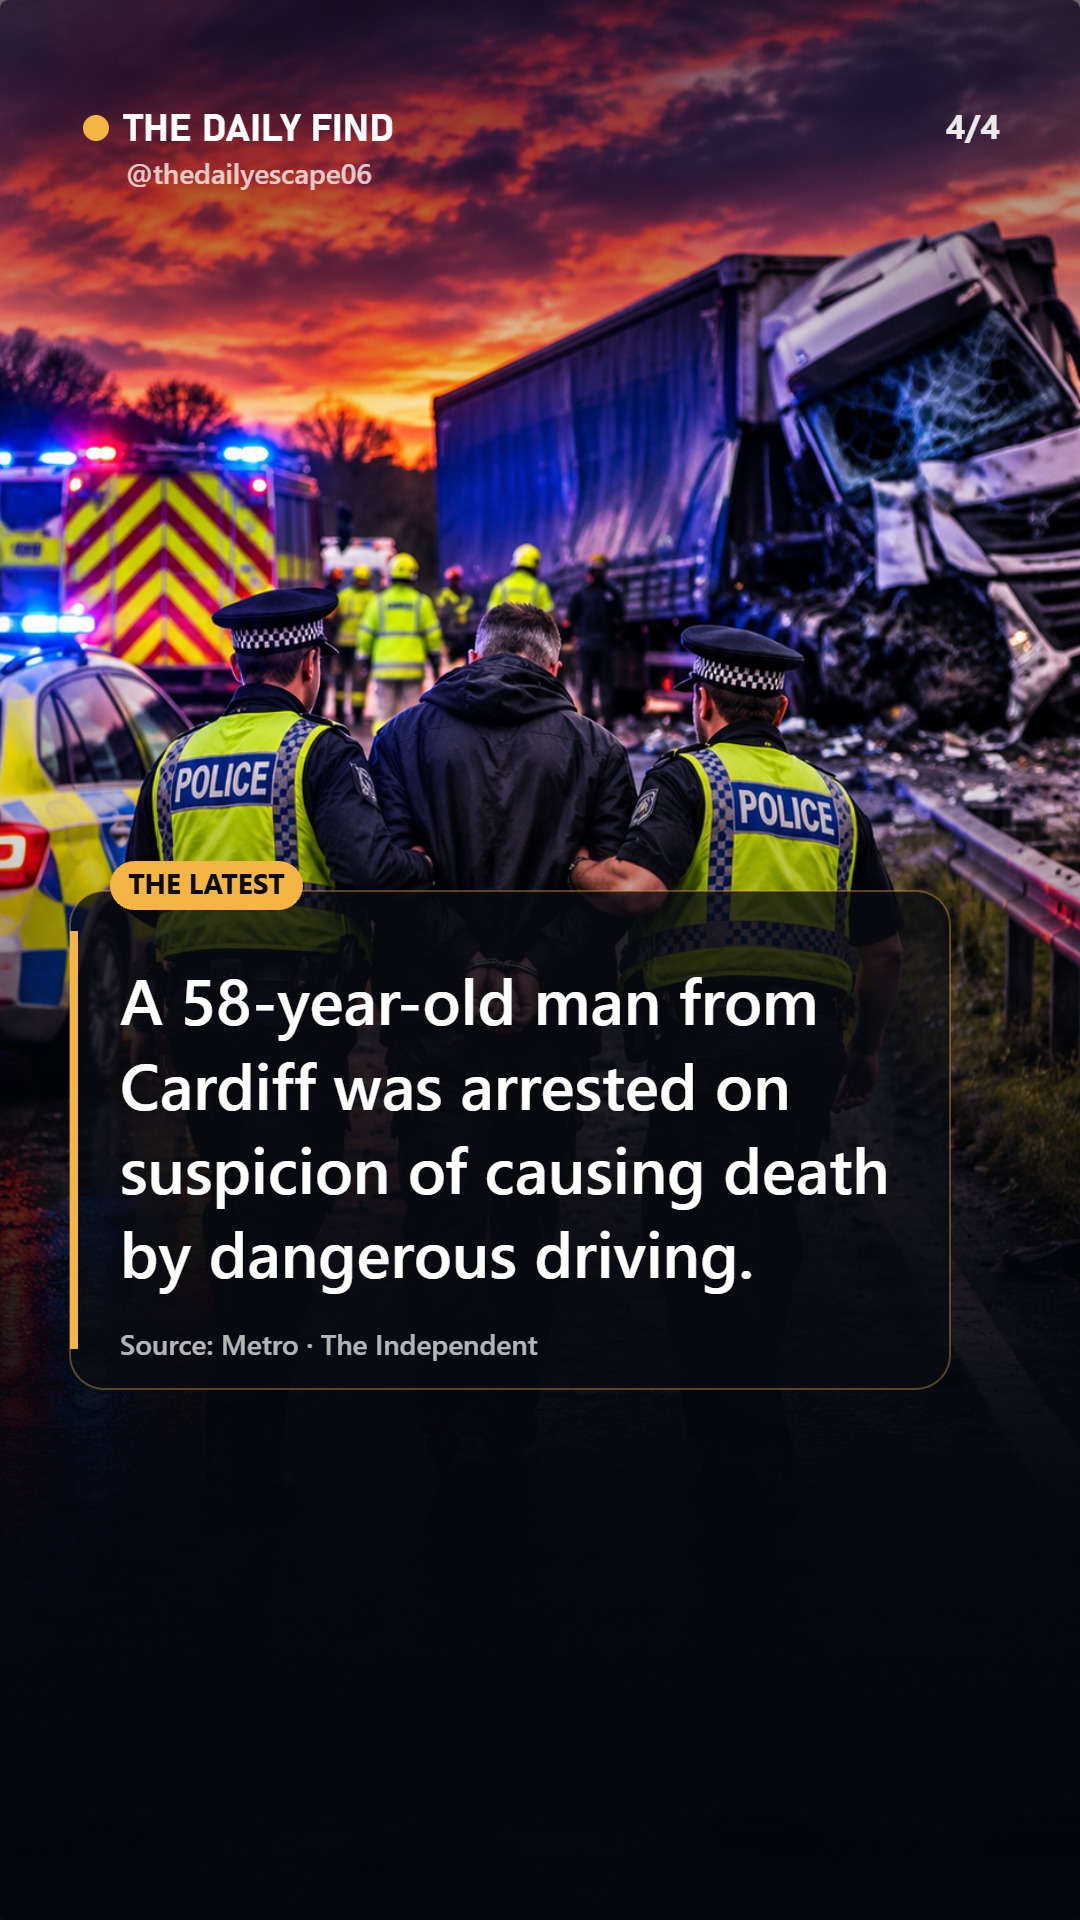 THE DAILY FIND
4/4
@thedailyescape06
POLICE
POLICE
THE LATEST
A 58-year-old man from
Cardiff was arrested on
suspicion of causing death
by dangerous driving.
Source: Metro · The Independent